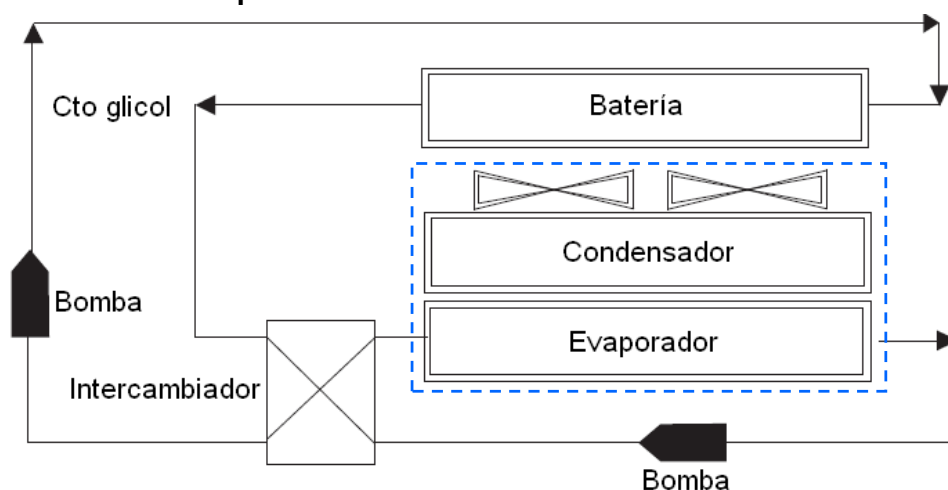 Cto glicol
Batería
Condensador
Bomba
Evaporador
Intercambiador
Bomba